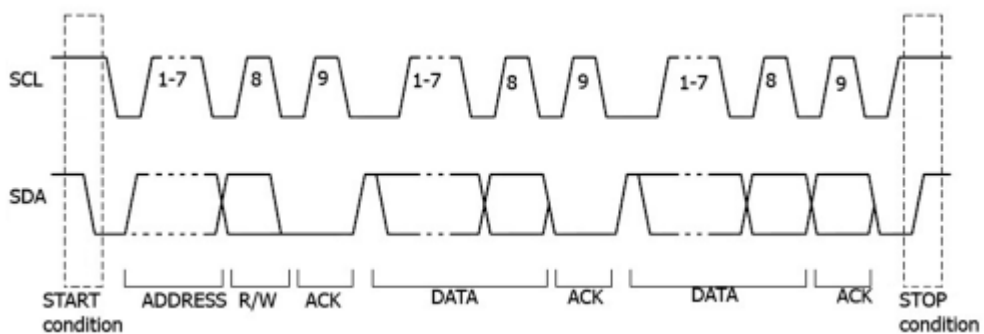 SCL
1-7 8 9 1-7 8 9 1-7 8 9
SDA
START ADDRESS R/W ACK DATA ACK DATA ACK STOP
condition condition